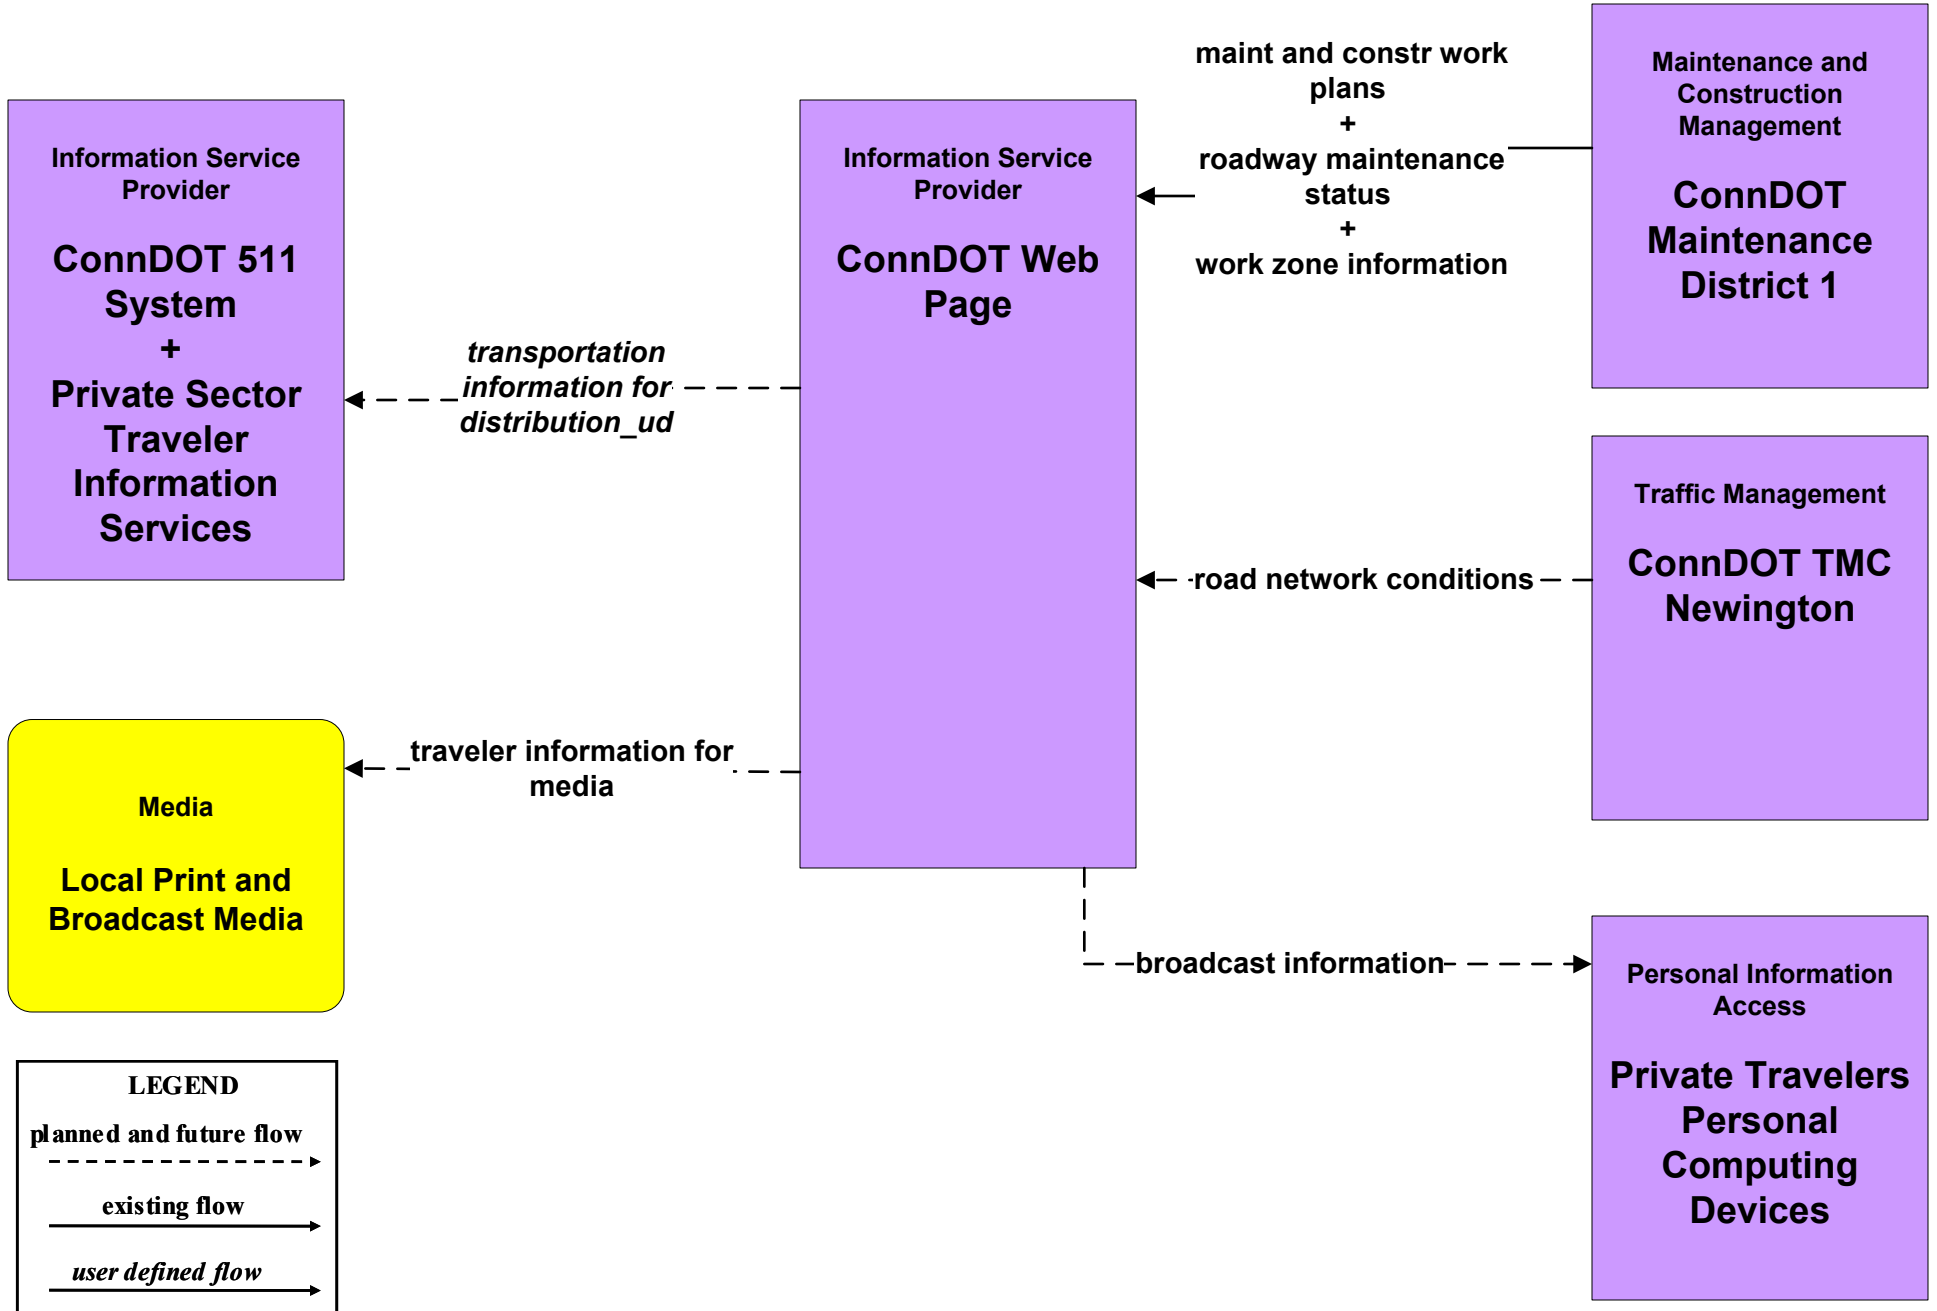 Information Service
Provider
ConnDOT 511
System
+
Private Sector
Traveler
Information
Services
transportation
information for
distribution_ud
Information Service
Provider
ConnDOT Web
Page
maint and constr work
plans
+
roadway maintenance
status
+
work zone information
Maintenance and
Construction
Management
ConnDOT
Maintenance
District 1
road network conditions
Traffic Management
ConnDOT TMC
Newington
Media
Local Print and
Broadcast Media
traveler information for
media
broadcast information
Personal Information
Access
Private Travelers
Personal
Computing
Devices
LEGEND
planned and future flow
existing flow
user defined flow